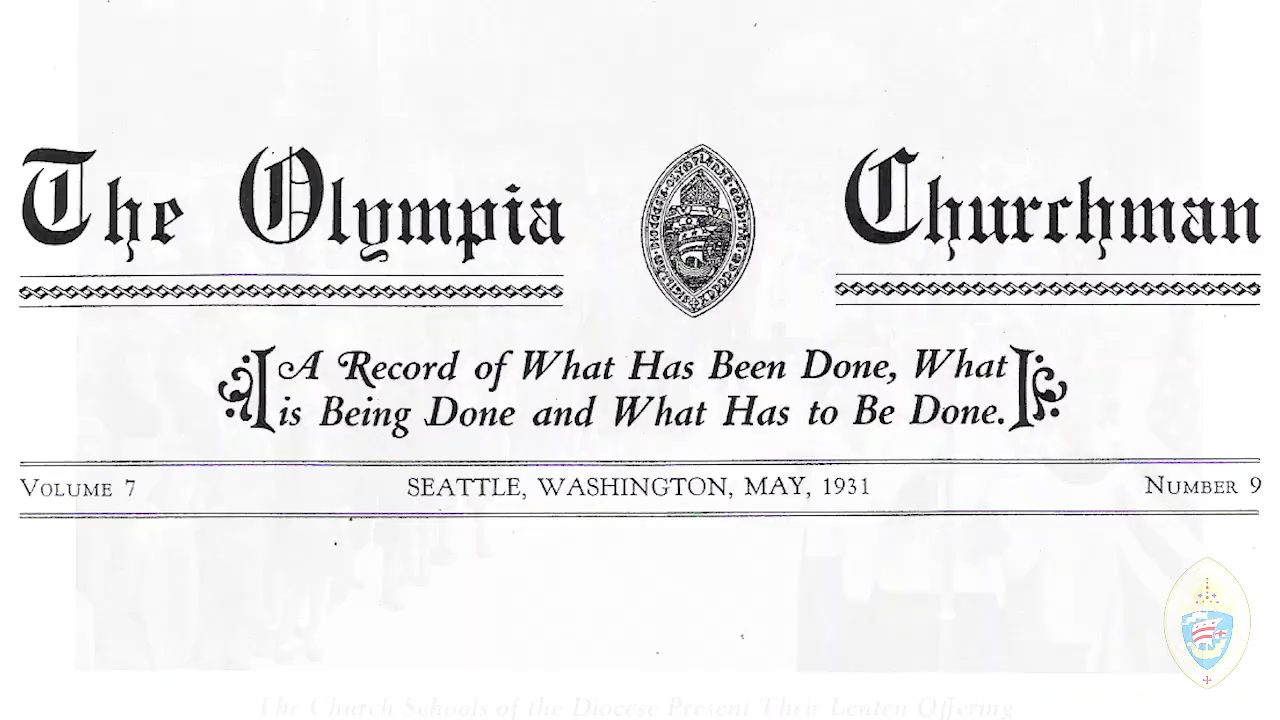 The Olympia Churchman
A Record of What Has Been Done, What
is Being Done and What Has to Be Done.
VOLUME 7 SEATTLE, WASHINGTON, MAY, 1931 NUMBER 9
The Church Schools of the Diocese Present Their Lenten Offering